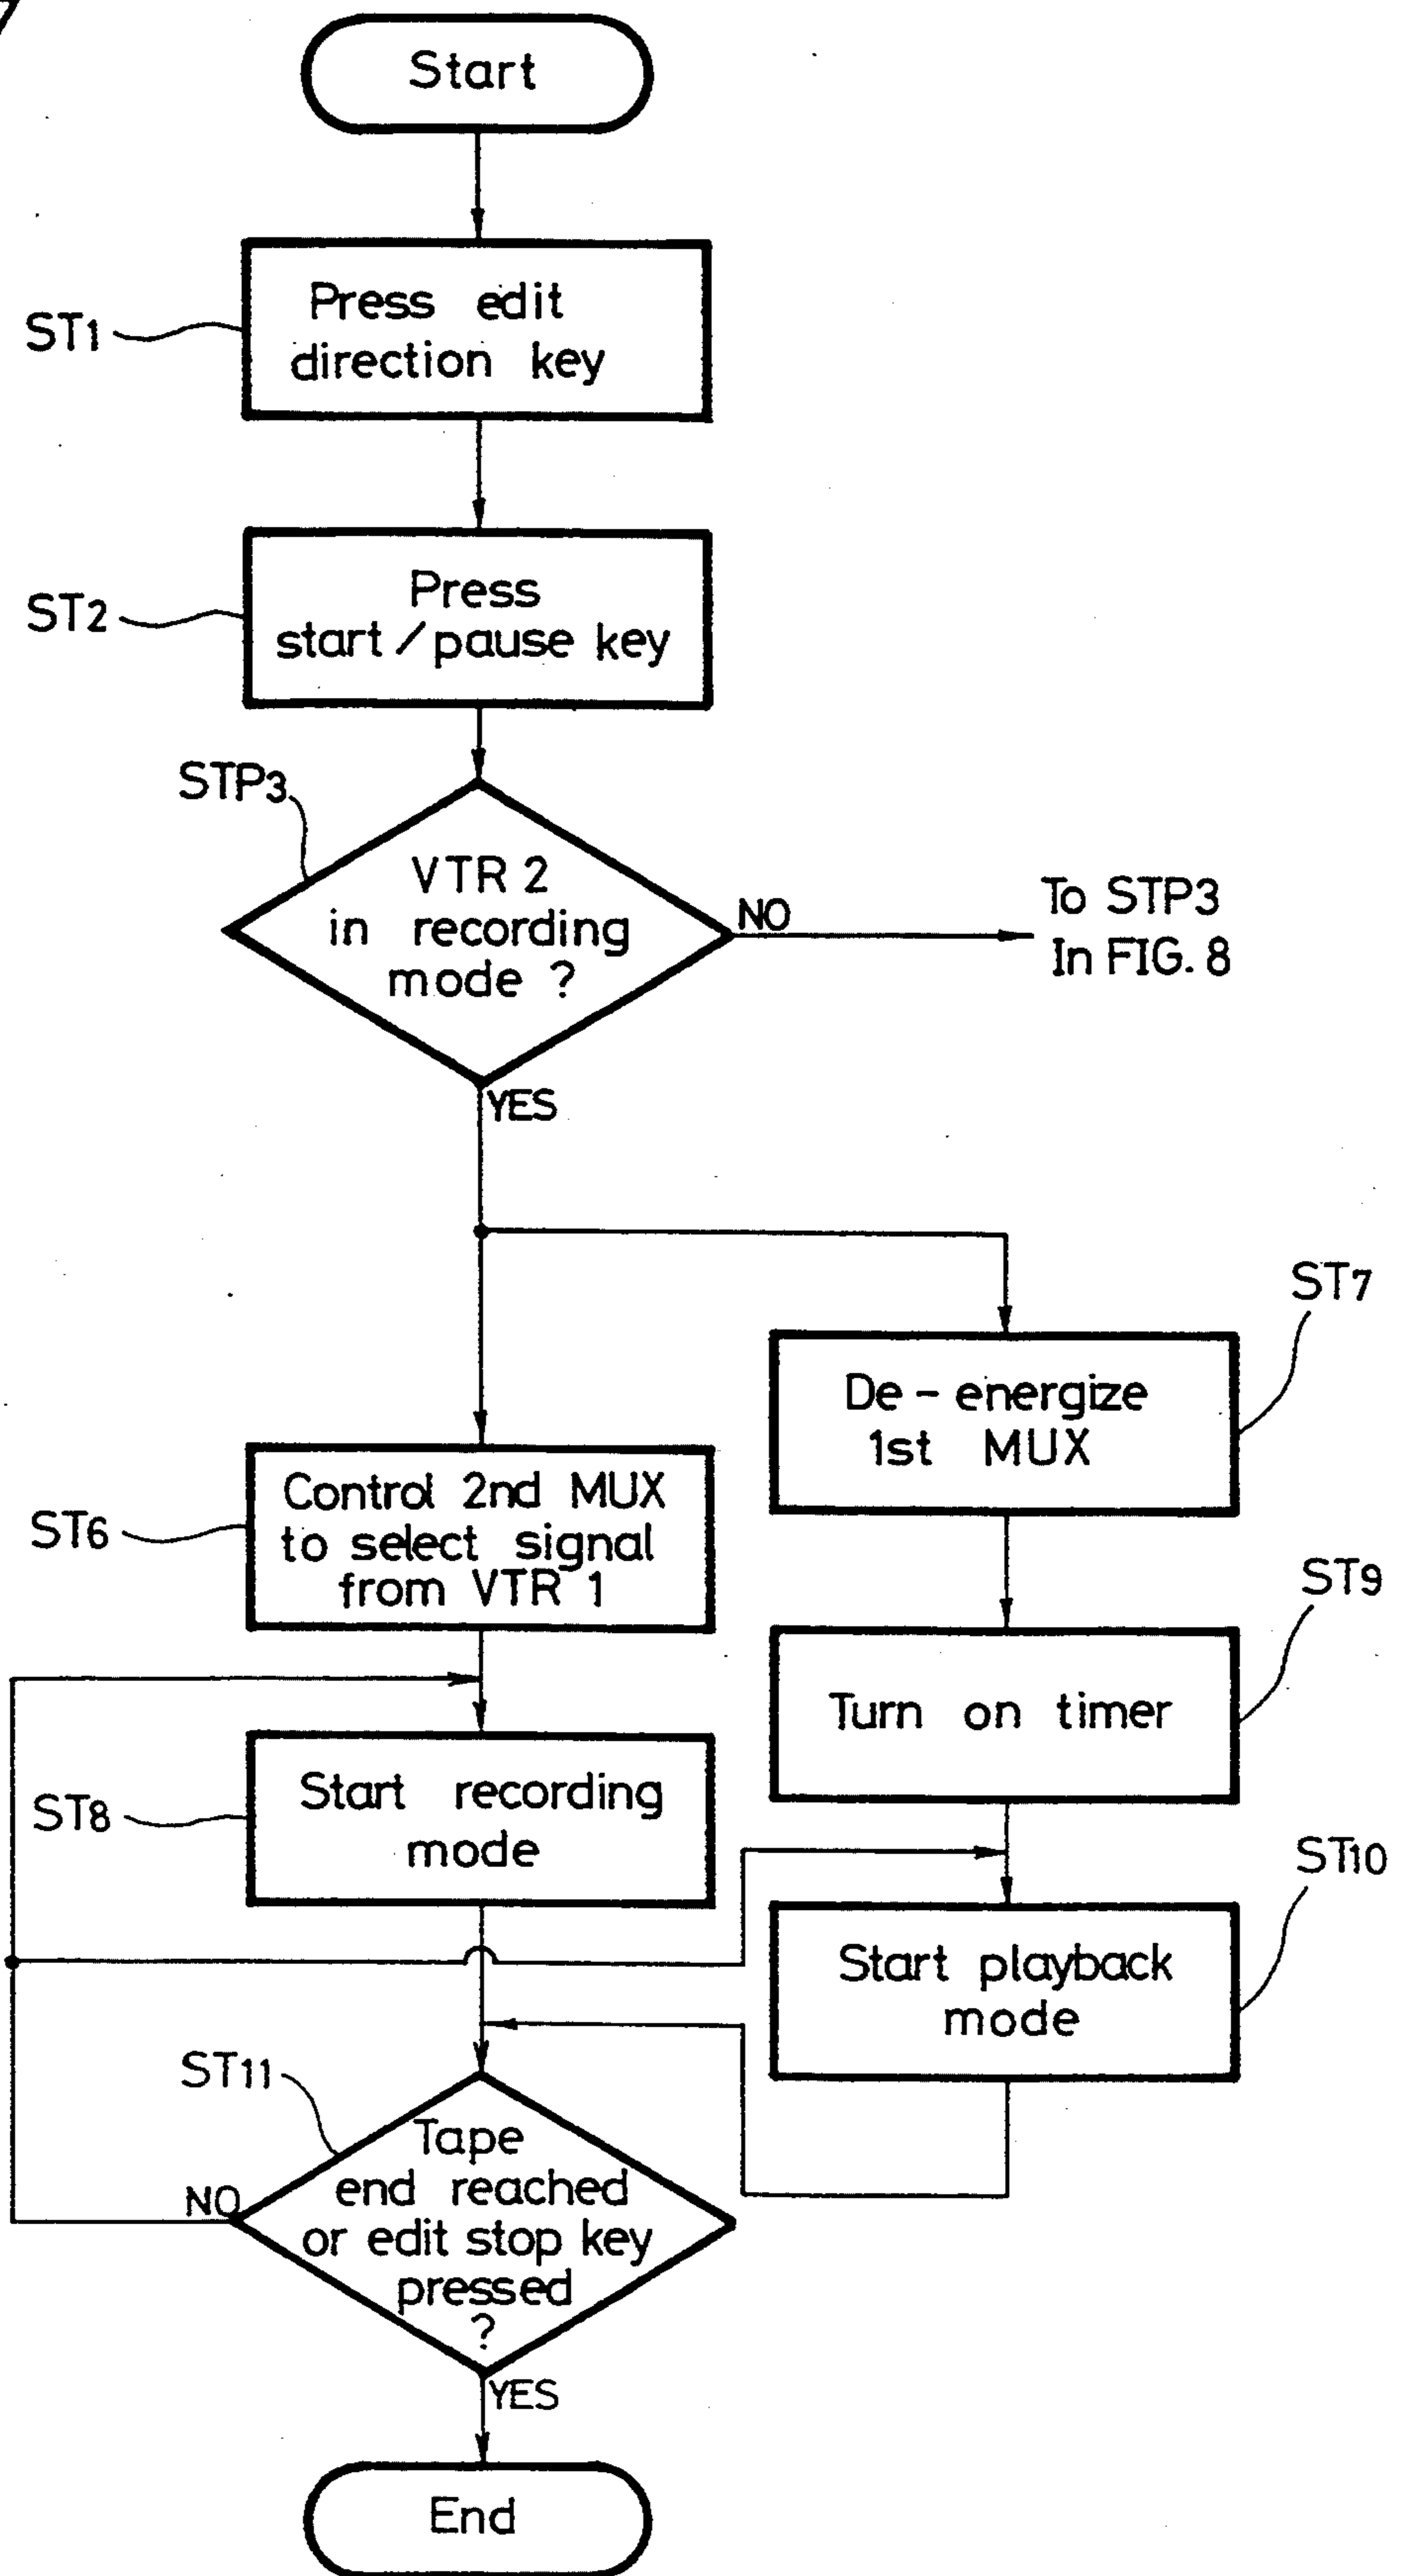 7
Start
ST1
Press edit
direction key
ST2
Press
start/pause key
STP3
VTR 2
in recording
mode ?
NO
To STP3
In FIG. 8
YES
ST7
De-energize
1st MUX
ST6
Control 2nd MUX
to select signal
from VTR 1
ST9
Turn on timer
ST8
Start recording
mode
ST10
Start playback
mode
ST11
Tape
end reached
or edit stop key
pressed
?
NO
YES
End